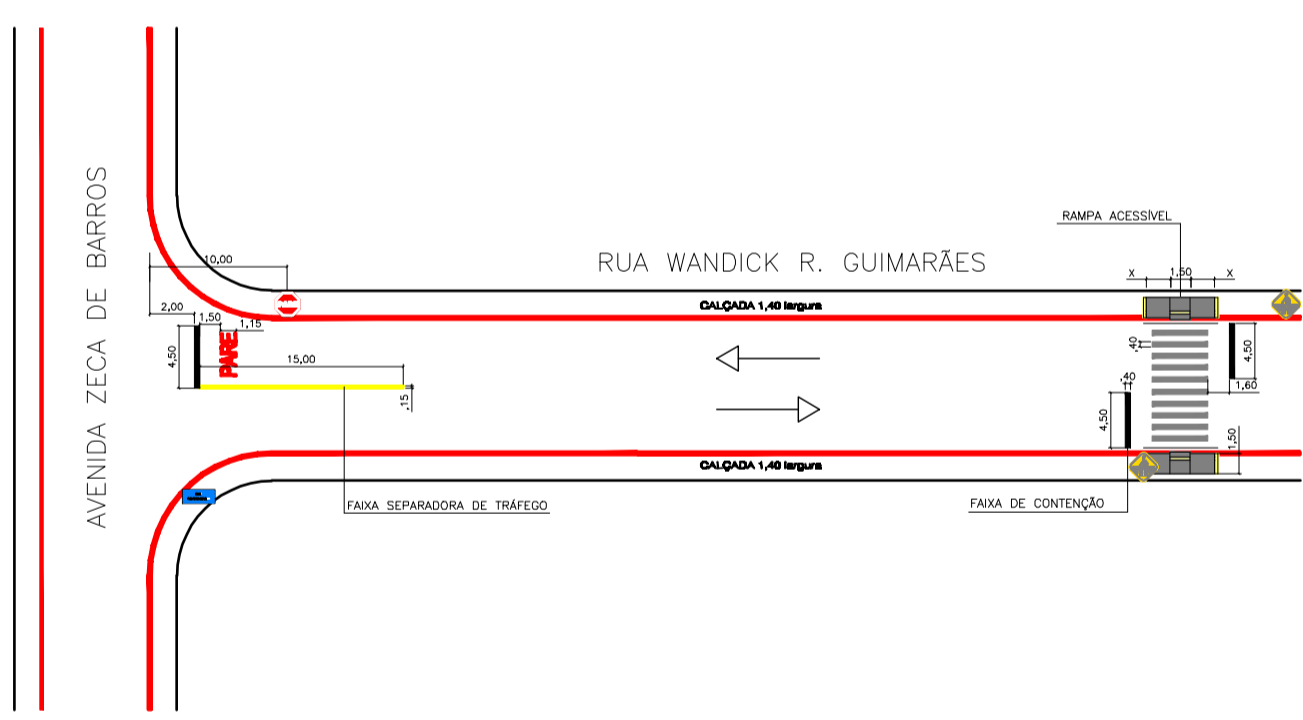 AVENIDA ZECA DE BARROS
RUA WANDICK R. GUIMARÃES
RAMPA ACESSÍVEL
X
1,50
X
10,00
2,00
1,50
1,15
4,50
PARE
15,00
,15
CALÇADA 1,40 largura
,40
4,50
1,60
,40
4,50
1,50
CALÇADA 1,40 largura
FAIXA SEPARADORA DE TRÁFEGO
FAIXA DE CONTENÇÃO